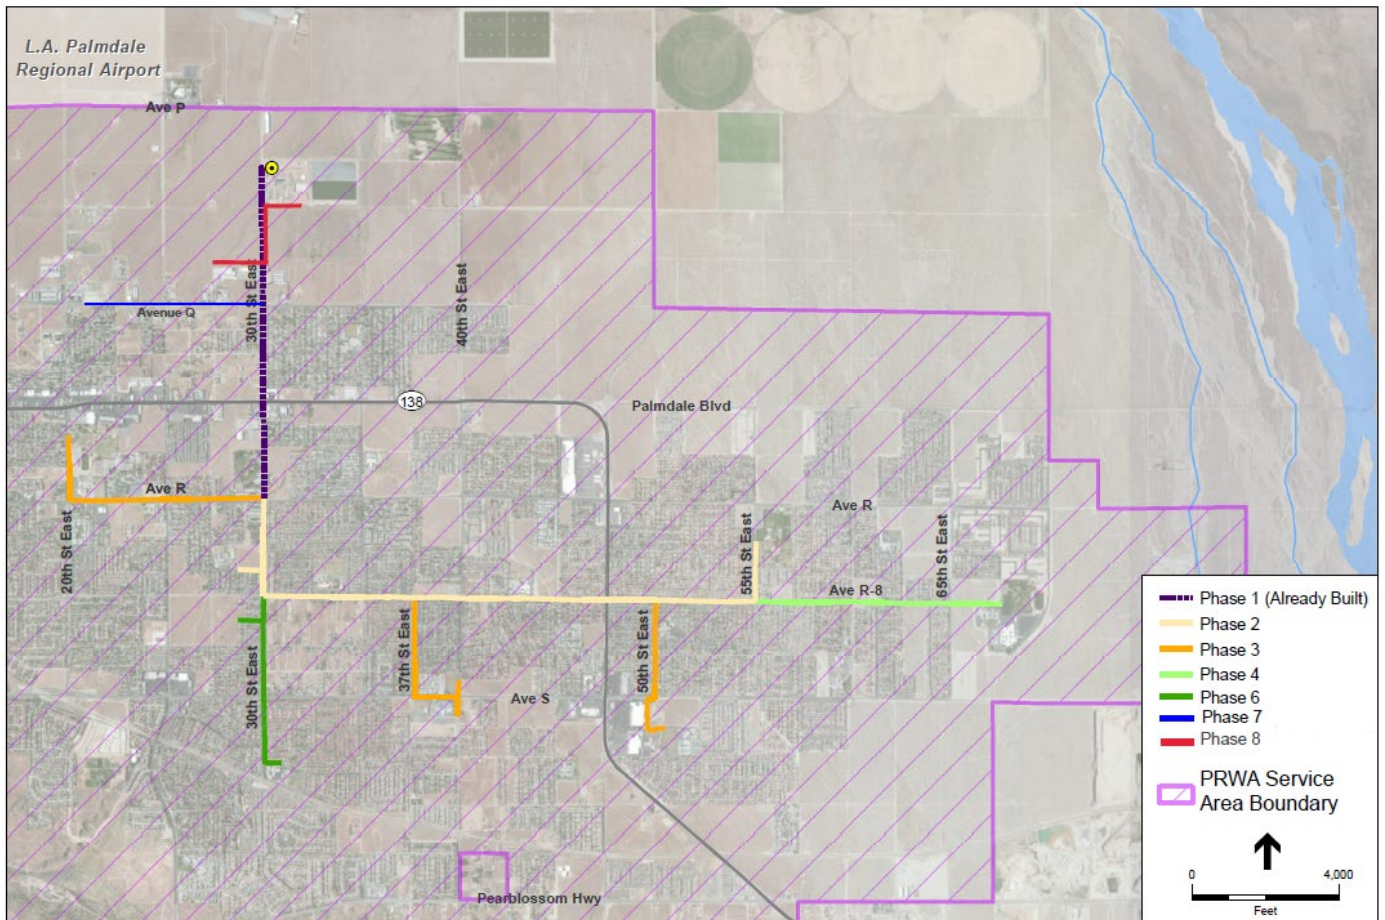 L.A. Palmdale
Regional Airport
Ave P
30th St East
40th St East
Avenue Q
138
Palmdale Blvd
Ave R
20th St East
Ave R
55th St East
65th St East
Ave R-8
30th St East
37th St East
50th St East
Ave S
Pearblossom Hwy
Phase 1 (Already Built)
Phase 2
Phase 3
Phase 4
Phase 6
Phase 7
Phase 8
PRWA Service
Area Boundary
0 4,000
Feet